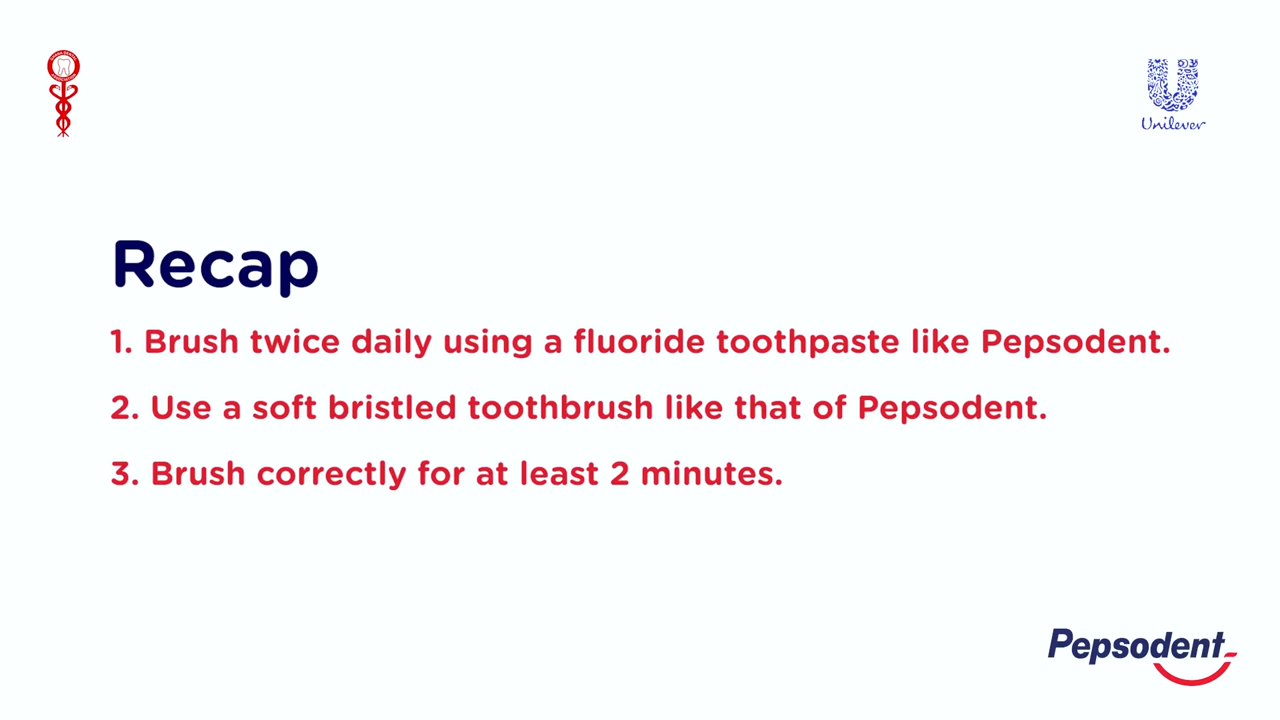 Unilever
Recap
1. Brush twice daily using a fluoride toothpaste like Pepsodent.
2. Use a soft bristled toothbrush like that of Pepsodent.
3. Brush correctly for at least 2 minutes.
Pepsodent